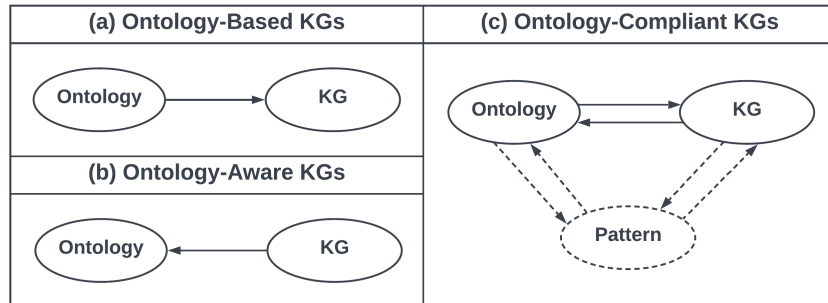 (a) Ontology-Based KGs
Ontology
KG
(b) Ontology-Aware KGs
Ontology
KG
(c) Ontology-Compliant KGs
Ontology
KG
Pattern